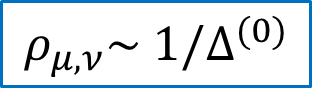 ρ_{μ,ν} ~ 1/Δ^{(0)}